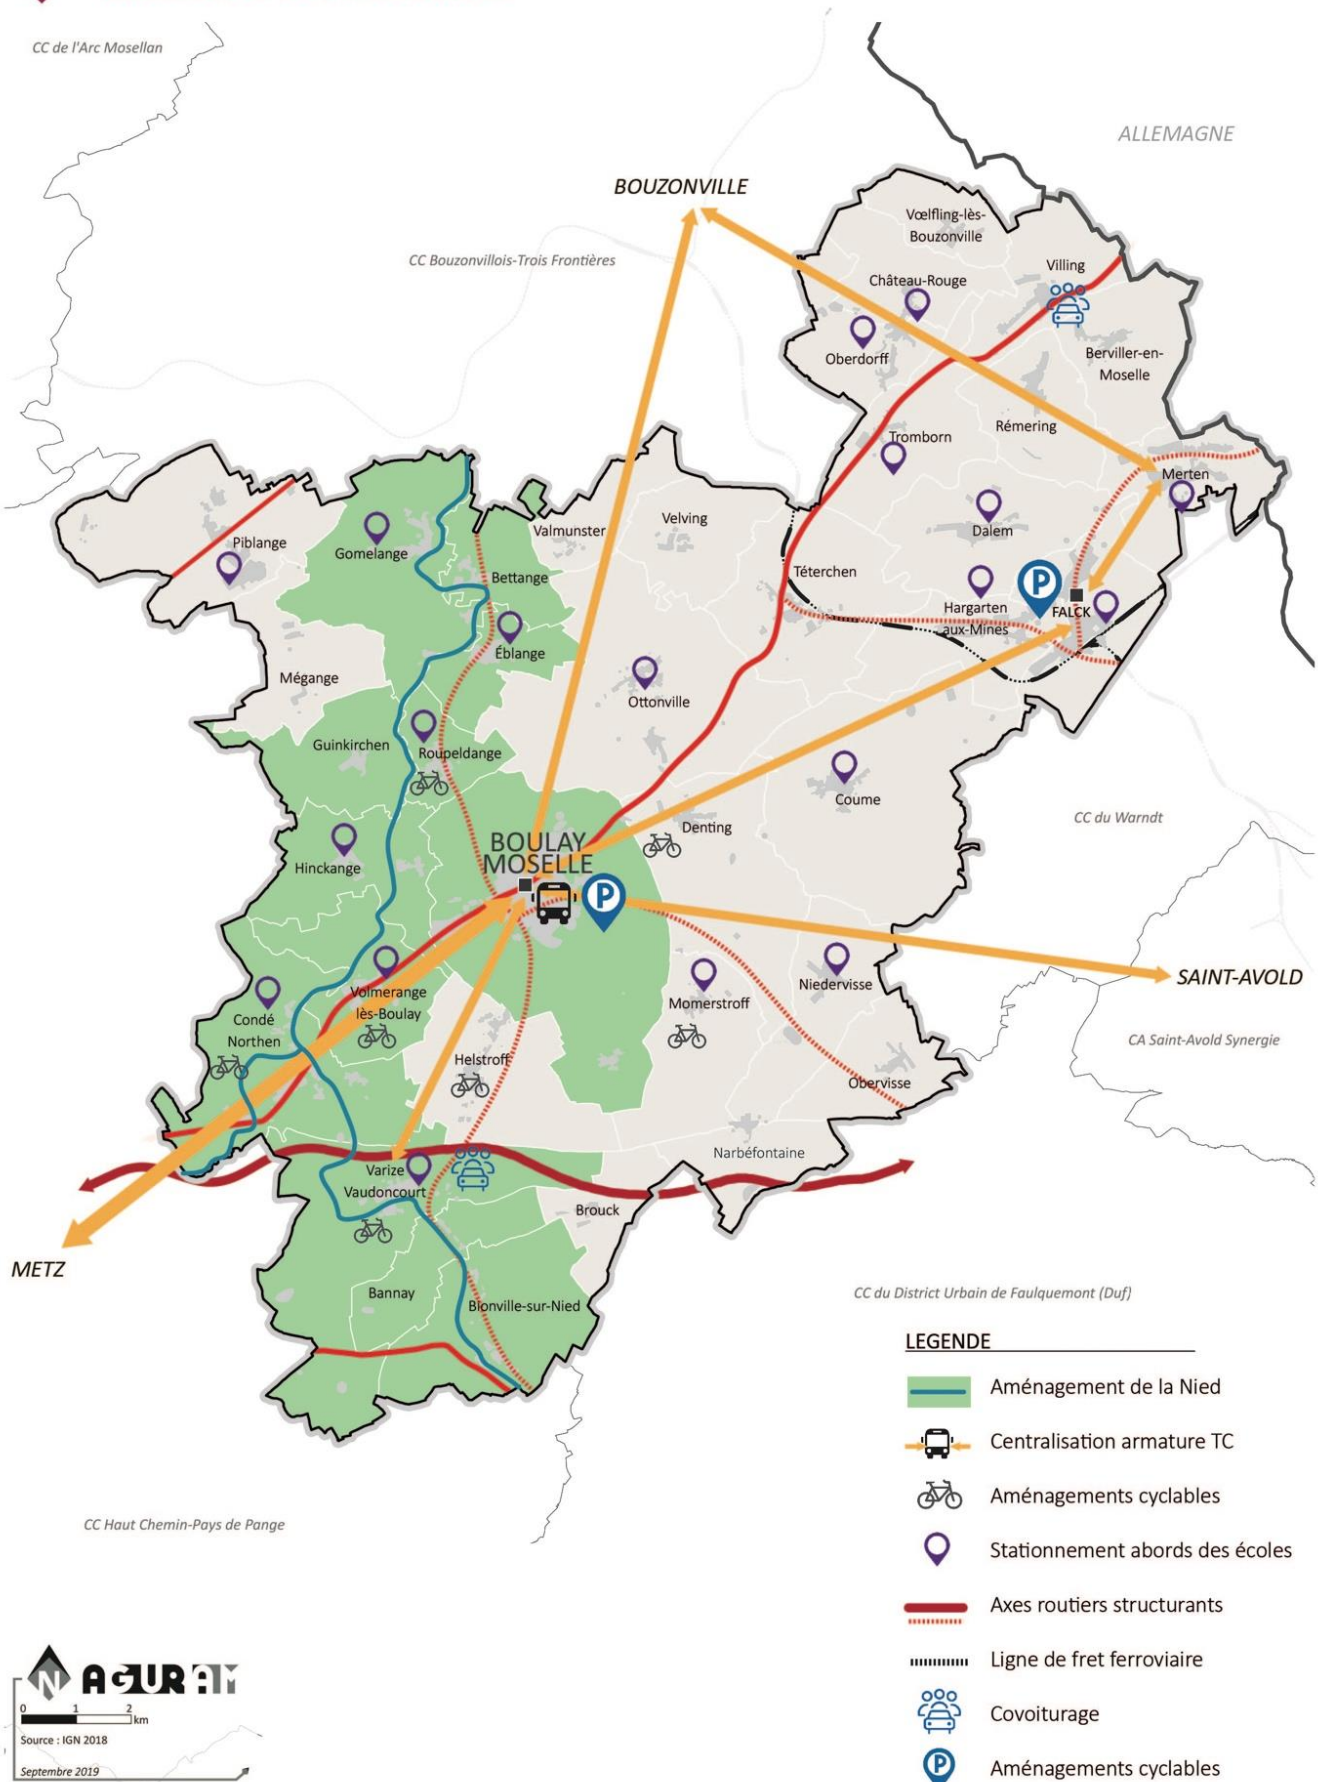 CC de l'Arc Mosellan
ALLEMAGNE
BOUZONVILLE
Vœlfling-lès-
Bouzonville
CC Bouzonvillois-Trois Frontières
Villing
Château-Rouge
Oberdorff
Berviller-en-
Moselle
Rémering
Tromborn
Merten
Dalem
Valmunster
Velving
Piblange
Gomelange
Bettange
Téterchen
Hargarten
aux-Mines
P
FALCK
Éblange
Mégange
Ottonville
Guinkirchen
Roupeldange
Coume
CC du Warndt
Denting
BOULAY
MOSELLE
Hinckange
P
SAINT-AVOLD
Niedervisse
Momerstroff
Volmerange
lès-Boulay
Condé
Northen
CA Saint-Avold Synergie
Helstroff
Obervisse
Narbéfontaine
Varize
Vaudoncourt
Brouck
METZ
Bannay
Bionville-sur-Nied
CC du District Urbain de Faulquemont (Duf)
CC Haut Chemin-Pays de Pange
LEGENDE
Aménagement de la Nied
Centralisation armature TC
Aménagements cyclables
Stationnement abords des écoles
Axes routiers structurants
Ligne de fret ferroviaire
Covoiturage
P Aménagements cyclables
N AGURAM
0 1 2
km
Source : IGN 2018
Septembre 2019